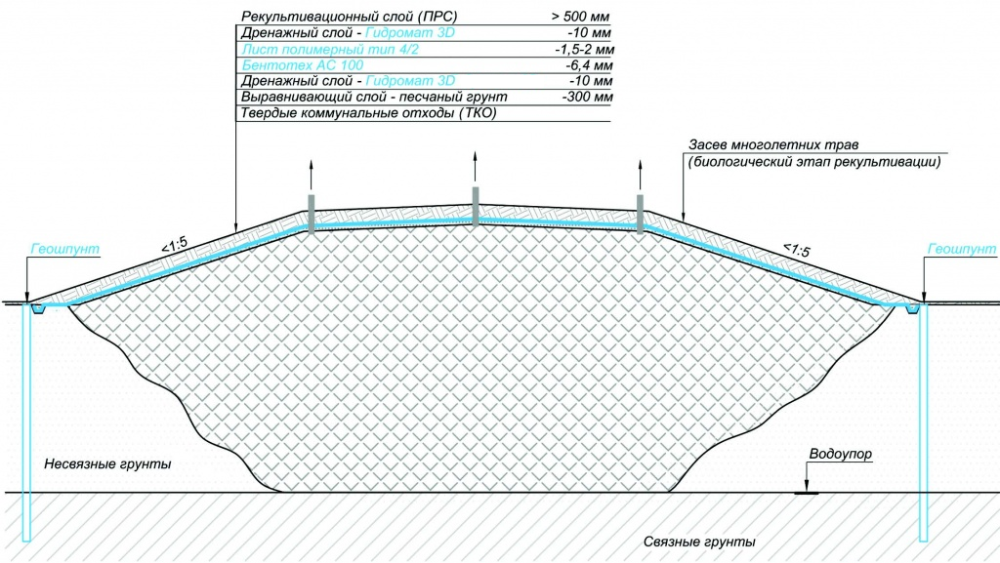 Рекультивационный слой (ПРС) > 500 мм
Дренажный слой - Гидромат 3D -10 мм
Лист полимерный тип 4/2 -1,5-2 мм
Бентотех АС 100 -6,4 мм
Дренажный слой - Гидромат 3D -10 мм
Выравнивающий слой - песчаный грунт -300 мм
Твердые коммунальные отходы (ТКО)
Засев многолетних трав
(биологический этап рекультивации)
<1:5
<1:5
Геошпунт
Геошпунт
Несвязные грунты
Водоупор
Связные грунты